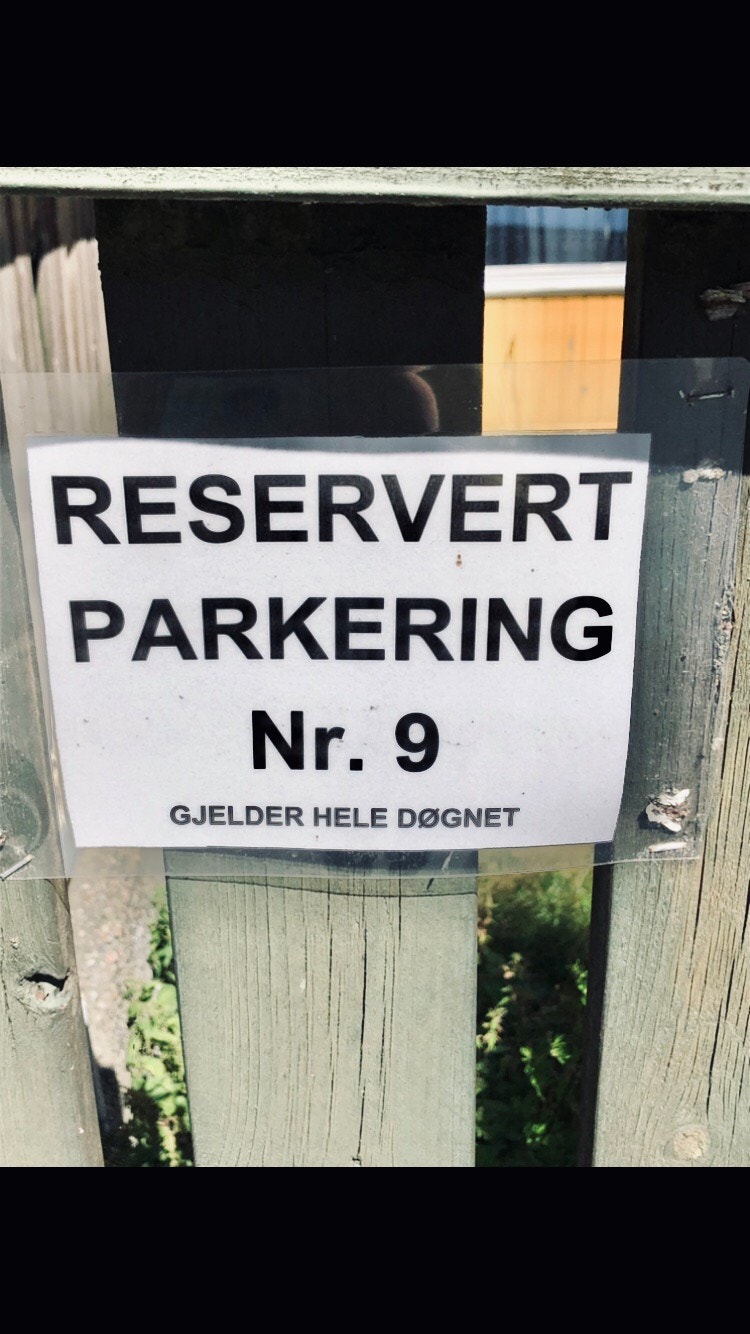 RESERVERT
PARKERING
Nr. 9
GJELDER HELE DØGNET